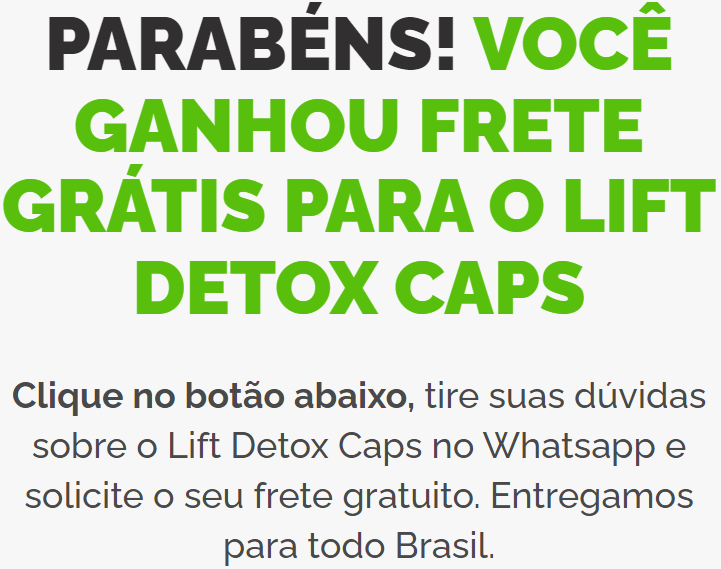 PARABÉNS! VOCÊ
GANHOU FRETE
GRÁTIS PARA O LIFT
DETOX CAPS
Clique no botão abaixo, tire suas dúvidas
sobre o Lift Detox Caps no Whatsapp e
solicite o seu frete gratuito. Entregamos
para todo Brasil.